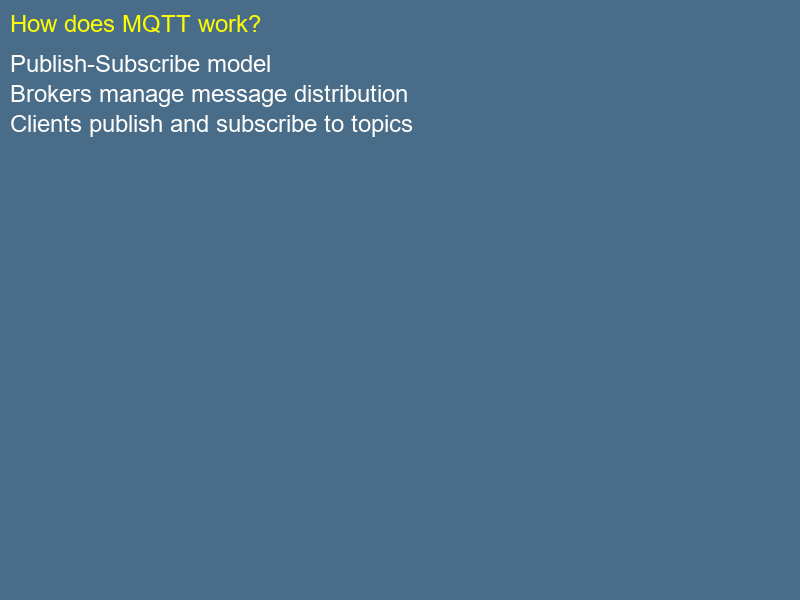 How does MQTT work?
Publish-Subscribe model
Brokers manage message distribution
Clients publish and subscribe to topics